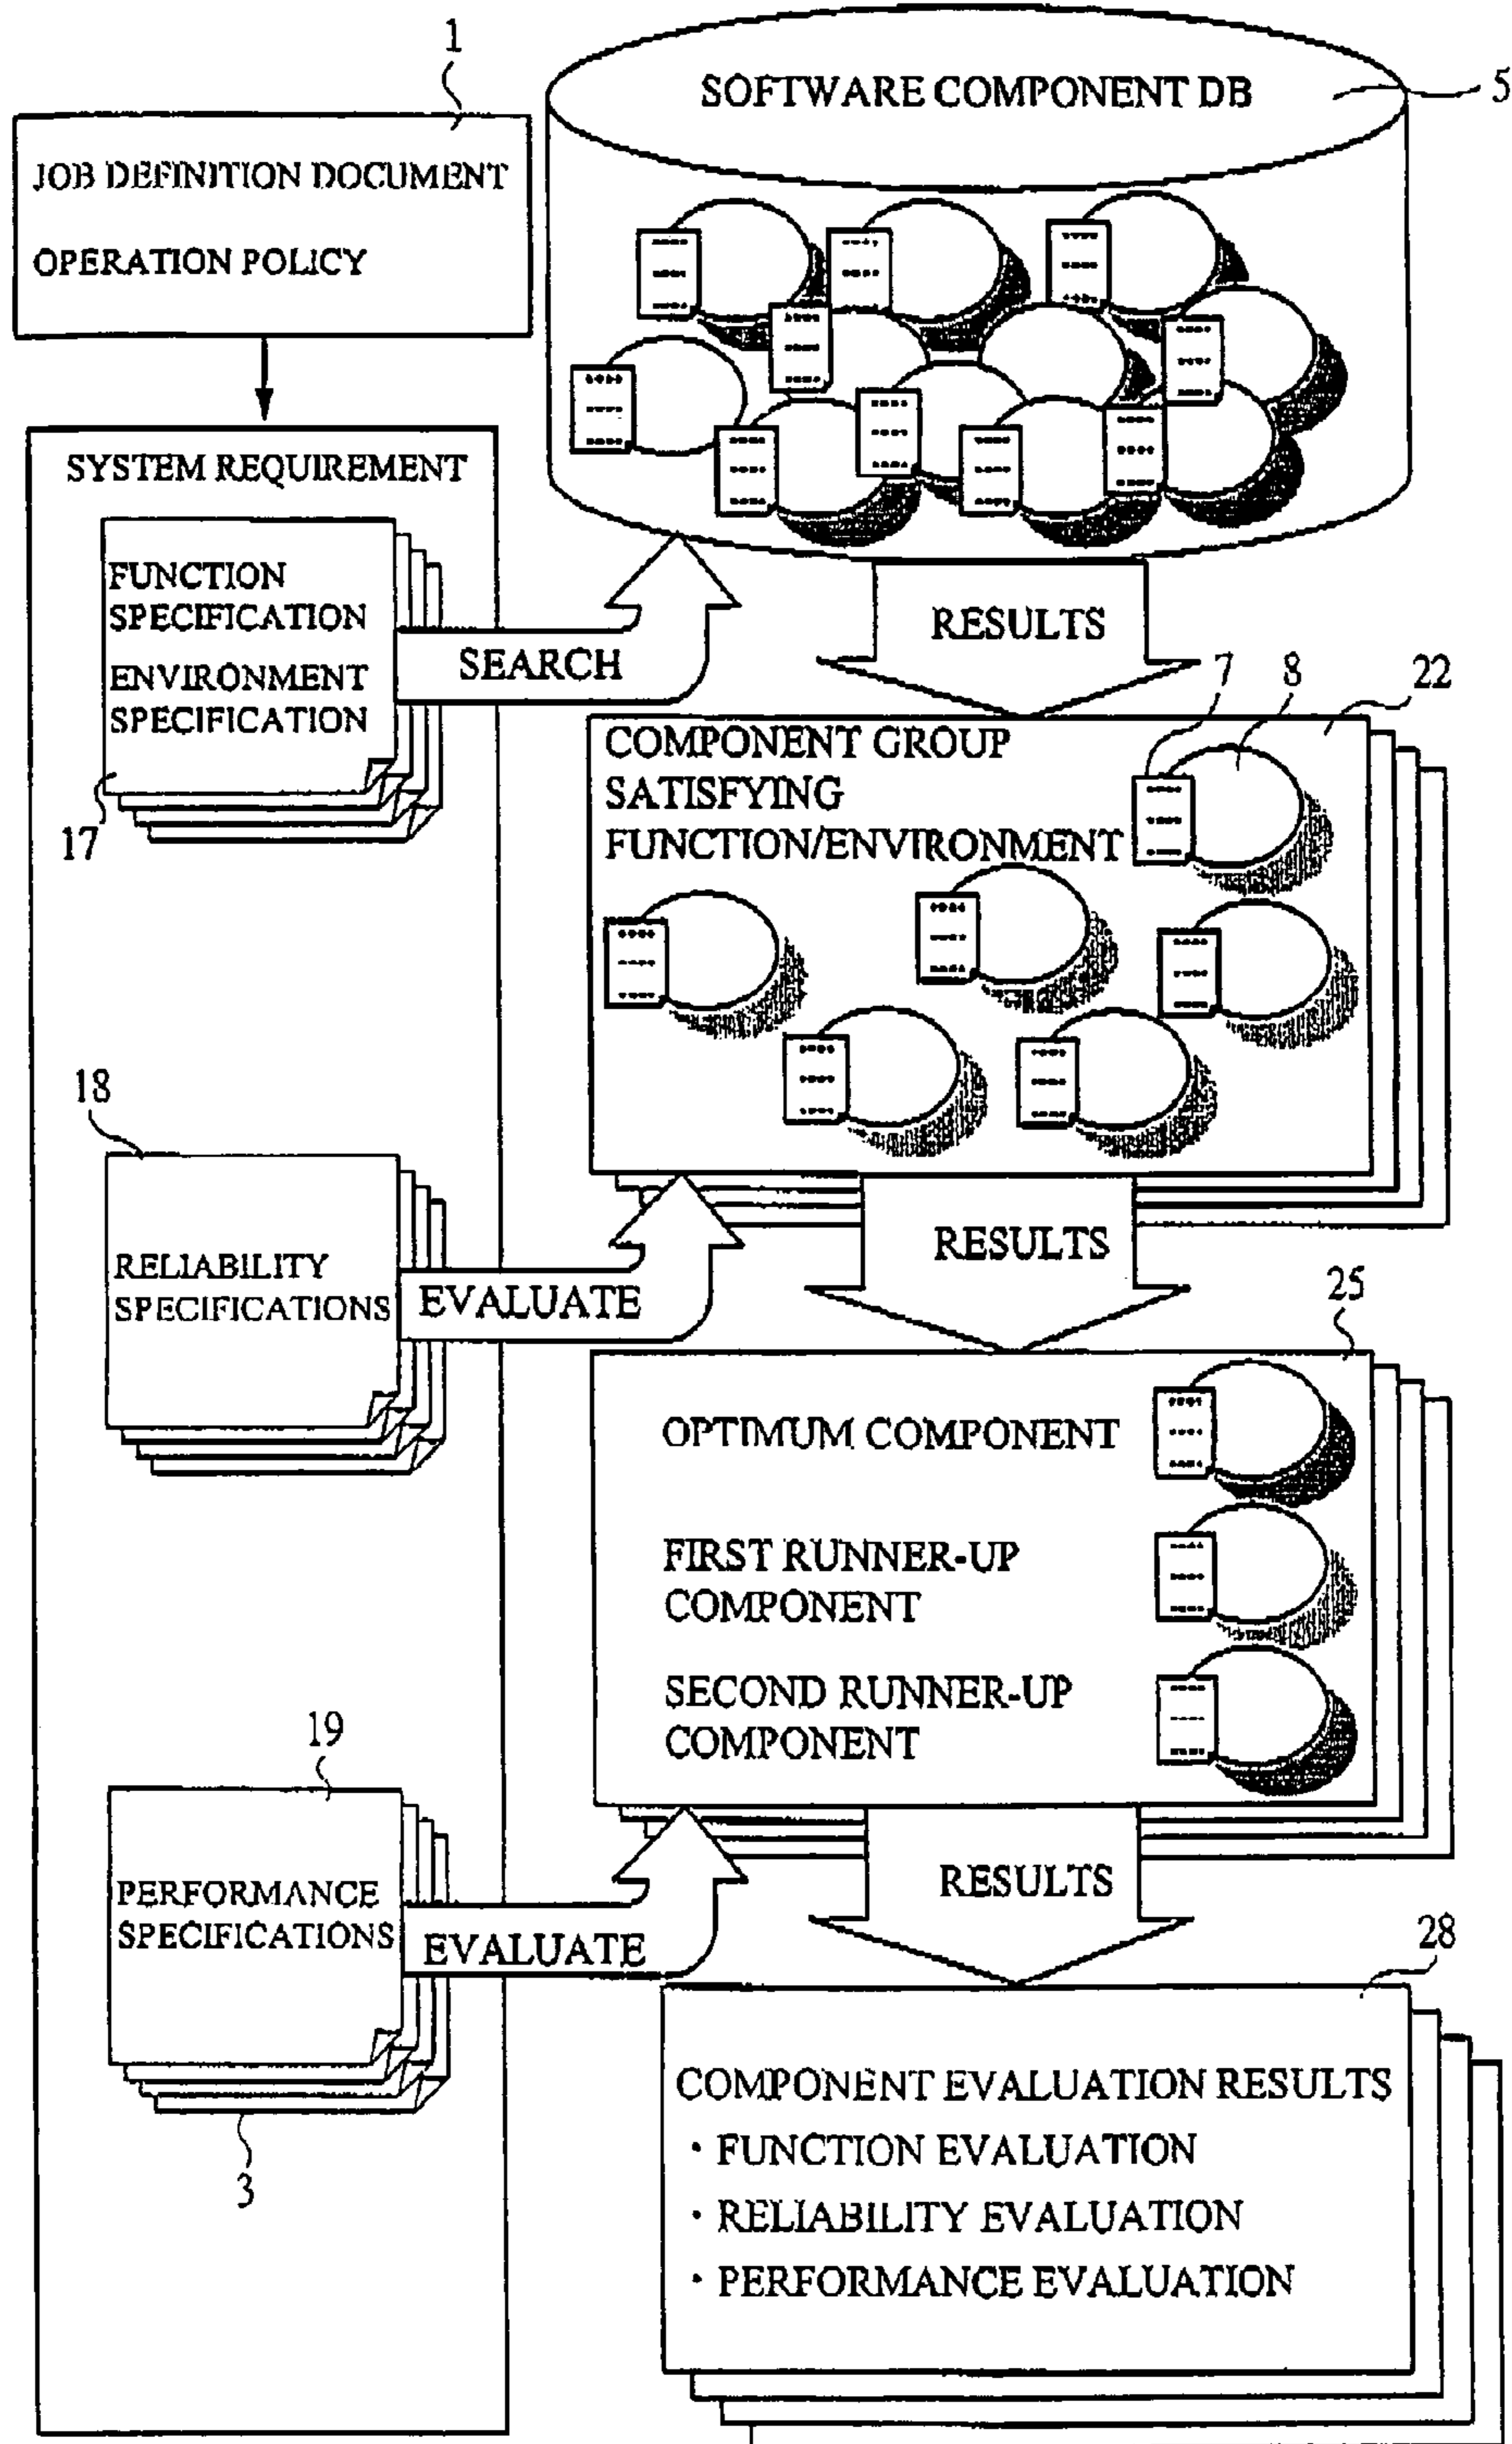 1
SOFTWARE COMPONENT DB
5
JOB DEFINITION DOCUMENT
OPERATION POLICY
SYSTEM REQUIREMENT
FUNCTION
SPECIFICATION
ENVIRONMENT
SPECIFICATION
17
SEARCH
RESULTS
7
8
22
COMPONENT GROUP
SATISFYING
FUNCTION/ENVIRONMENT
18
RELIABILITY
SPECIFICATIONS
EVALUATE
RESULTS
25
OPTIMUM COMPONENT
FIRST RUNNER-UP
COMPONENT
SECOND RUNNER-UP
COMPONENT
19
PERFORMANCE
SPECIFICATIONS
3
EVALUATE
RESULTS
28
COMPONENT EVALUATION RESULTS
· FUNCTION EVALUATION
· RELIABILITY EVALUATION
· PERFORMANCE EVALUATION